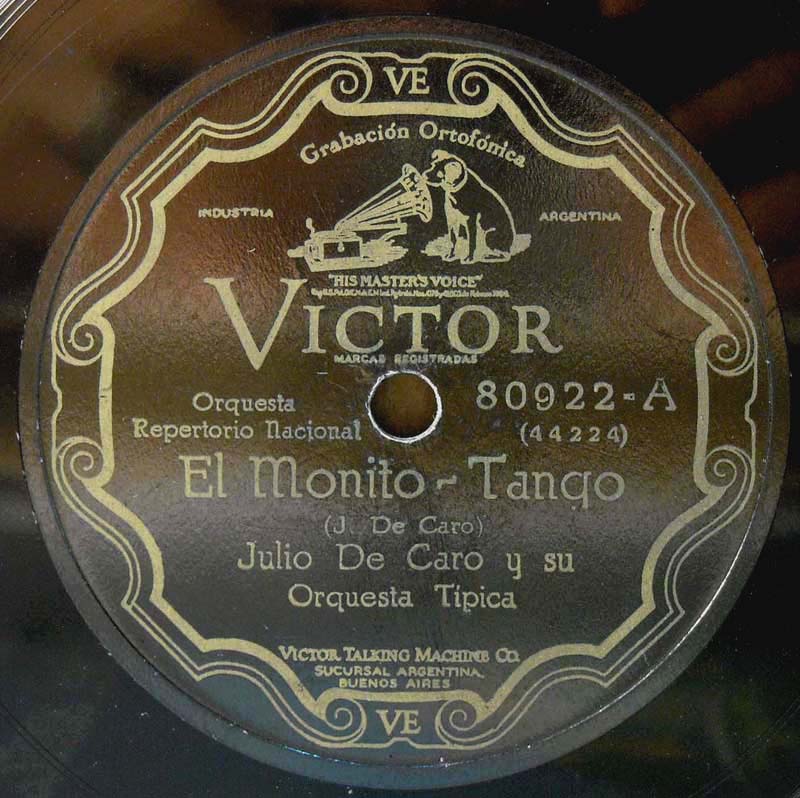 VE
Grabación Ortofónica
INDUSTRIA ARGENTINA
"HIS MASTER'S VOICE"
VICTOR
MARCAS REGISTRADAS
Orquesta
Repertorio Nacional
80922-A
(44224)
El Monito - Tango
(J. De Caro)
Julio De Caro y su
Orquesta Típica
VICTOR TALKING MACHINE CO.
SUCURSAL ARGENTINA,
BUENOS AIRES
VE